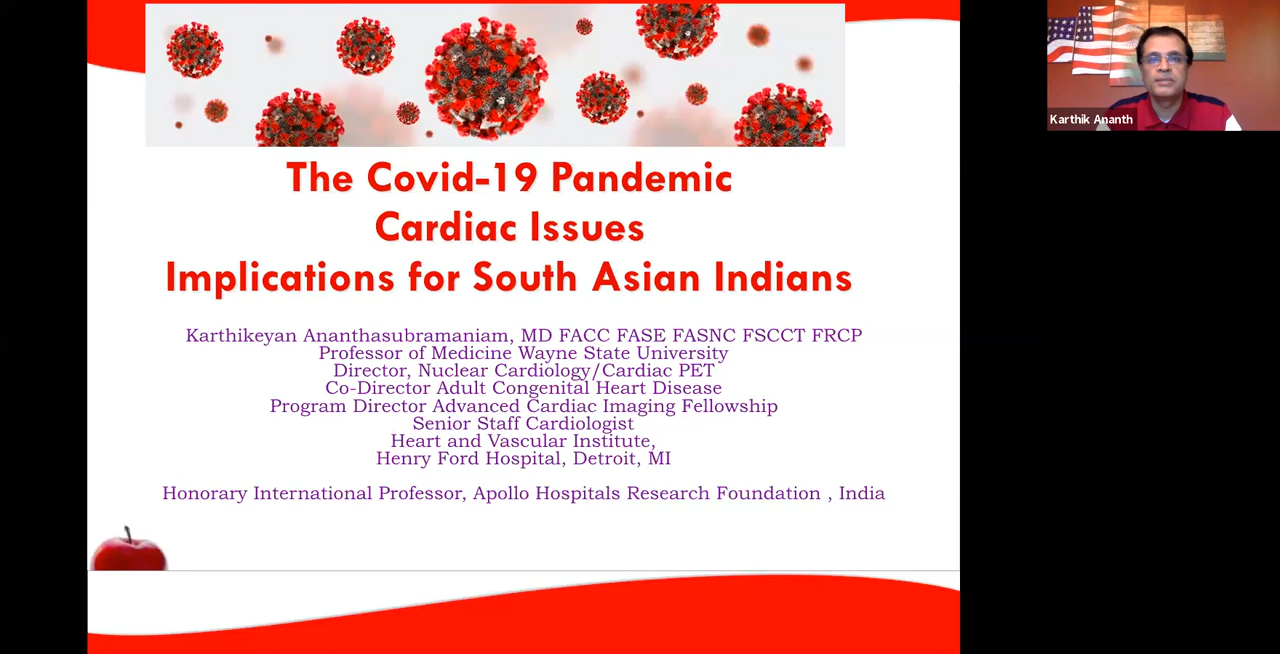 The Covid-19 Pandemic
Cardiac Issues
Implications for South Asian Indians
Karthikeyan Ananthasubramaniam, MD FACC FASE FASNC FSCCT FRCP
Professor of Medicine Wayne State University
Director, Nuclear Cardiology/Cardiac PET
Co-Director Adult Congenital Heart Disease
Program Director Advanced Cardiac Imaging Fellowship
Senior Staff Cardiologist
Heart and Vascular Institute,
Henry Ford Hospital, Detroit, MI
Honorary International Professor, Apollo Hospitals Research Foundation , India
Karthik Ananth